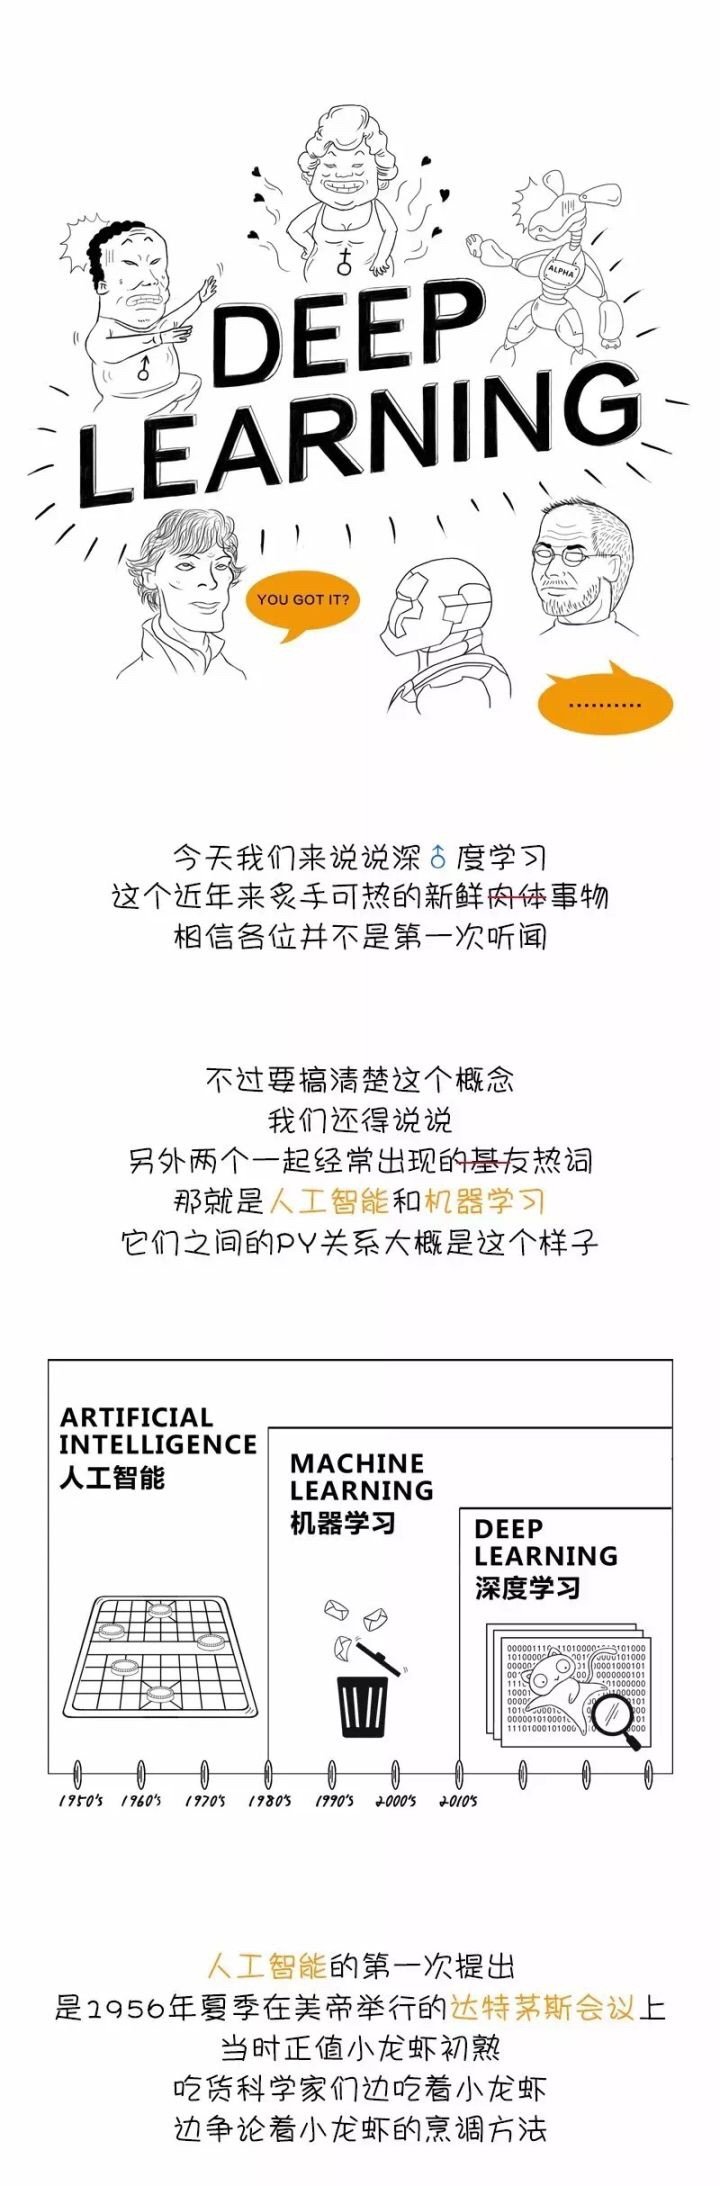 ALPHA
DEEP
LEARNING
YOU GOT IT?
..........
今天我们来说说深♂度学习
这个近年来炙手可热的新鲜肉体事物
相信各位并不是第一次听闻
不过要搞清楚这个概念
我们还得说说
另外两个一起经常出现的基友热词
那就是人工智能和机器学习
它们之间的PY关系大概是这个样子
ARTIFICIAL
INTELLIGENCE
人工智能
MACHINE
LEARNING
机器学习
DEEP
LEARNING
深度学习
1950'S 1960'S 1970'S 1980'S 1990'S 2000'S 2010'S
人工智能的第一次提出
是1956年夏季在美帝举行的达特茅斯会议上
当时正值小龙虾初熟
吃货科学家们边吃着小龙虾
边争论着小龙虾的烹调方法